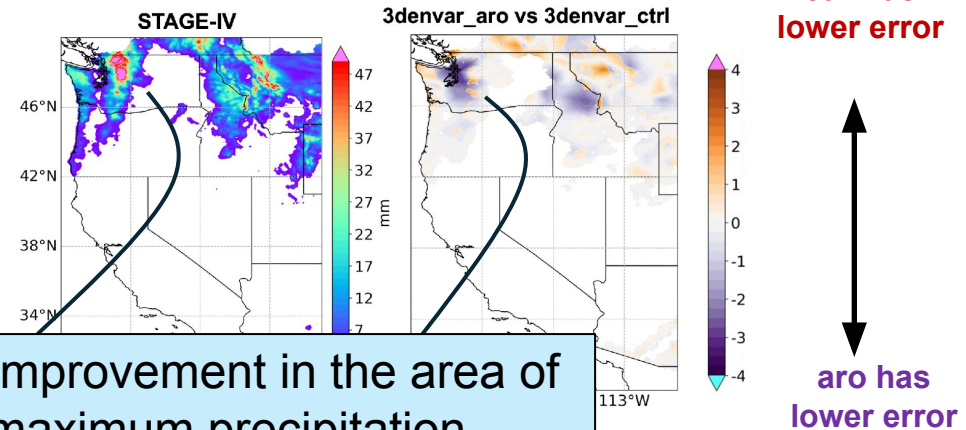 STAGE-IV
3denvar_aro vs 3denvar_ctrl
lower error
46°N
42°N
38°N
34°N
47
42
37
32
27
22
17
12
7
mm
4
3
2
1
0
-1
-2
-3
-4
113°W
mprovement in the area of
maximum precipitation
aro has
lower error